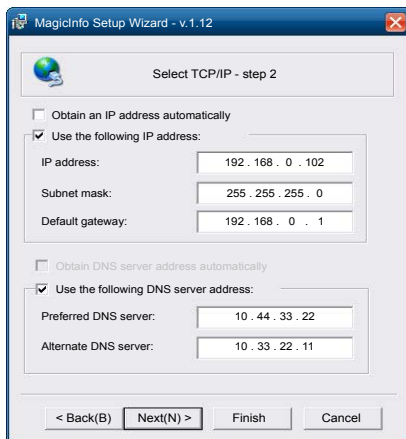 MagicInfo Setup Wizard - v.1.12
Select TCP/IP - step 2
Obtain an IP address automatically
Use the following IP address:
IP address: 192 . 168 . 0 . 102
Subnet mask: 255 . 255 . 255 . 0
Default gateway: 192 . 168 . 0 . 1
Obtain DNS server address automatically
Use the following DNS server address:
Preferred DNS server: 10 . 44 . 33 . 22
Alternate DNS server: 10 . 33 . 22 . 11
< Back(B) Next(N) > Finish Cancel